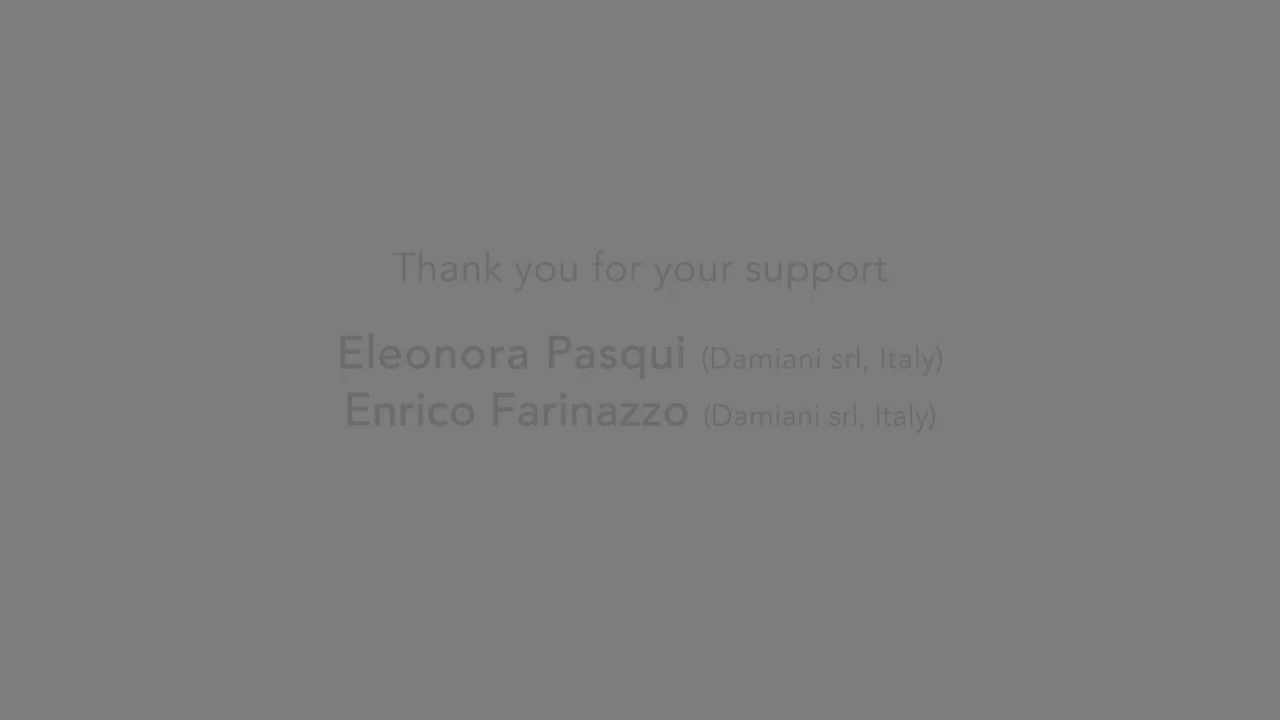 Thank you for your support
Eleonora Pasqui (Damiani srl, Italy)
Enrico Farinazzo (Damiani srl, Italy)